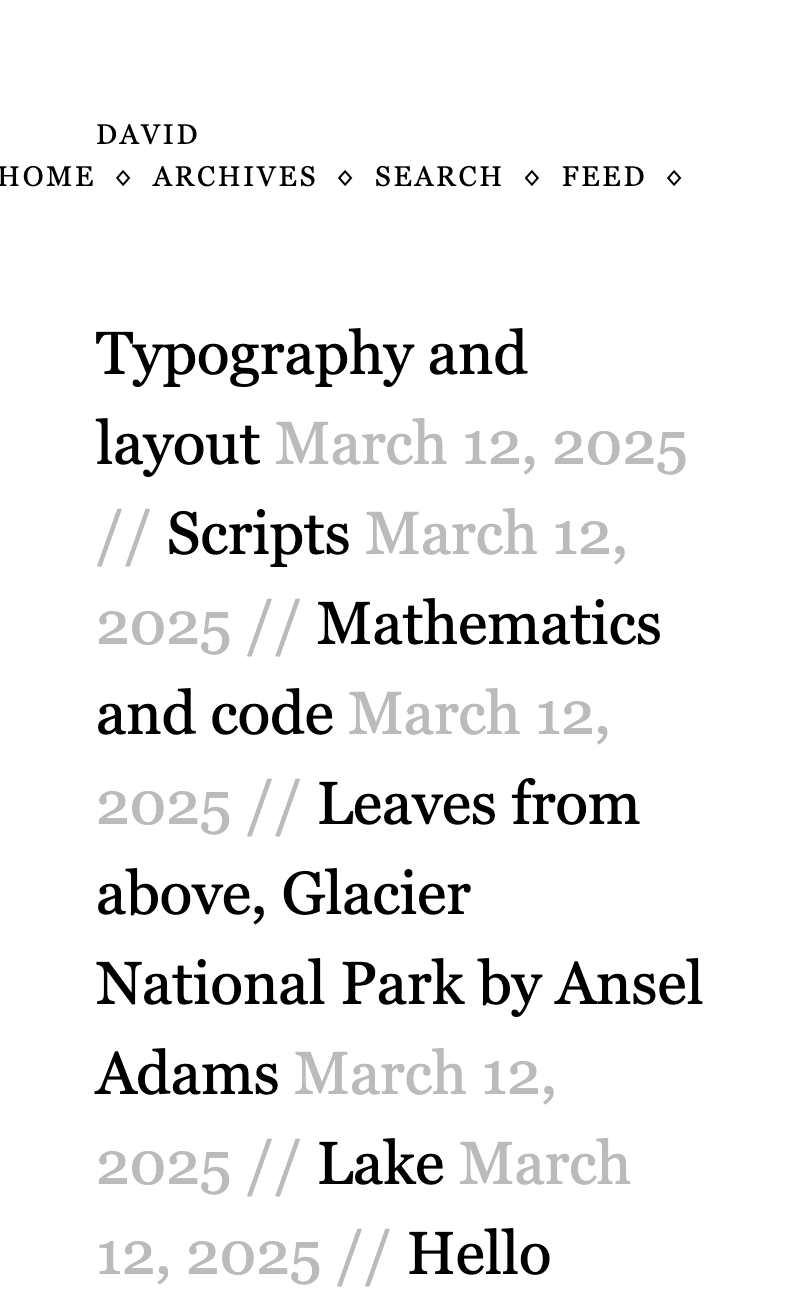 DAVID
HOME ⋄ ARCHIVES ⋄ SEARCH ⋄ FEED ⋄
Typography and
layout March 12, 2025
// Scripts March 12,
2025 // Mathematics
and code March 12,
2025 // Leaves from
above, Glacier
National Park by Ansel
Adams March 12,
2025 // Lake March
12, 2025 // Hello